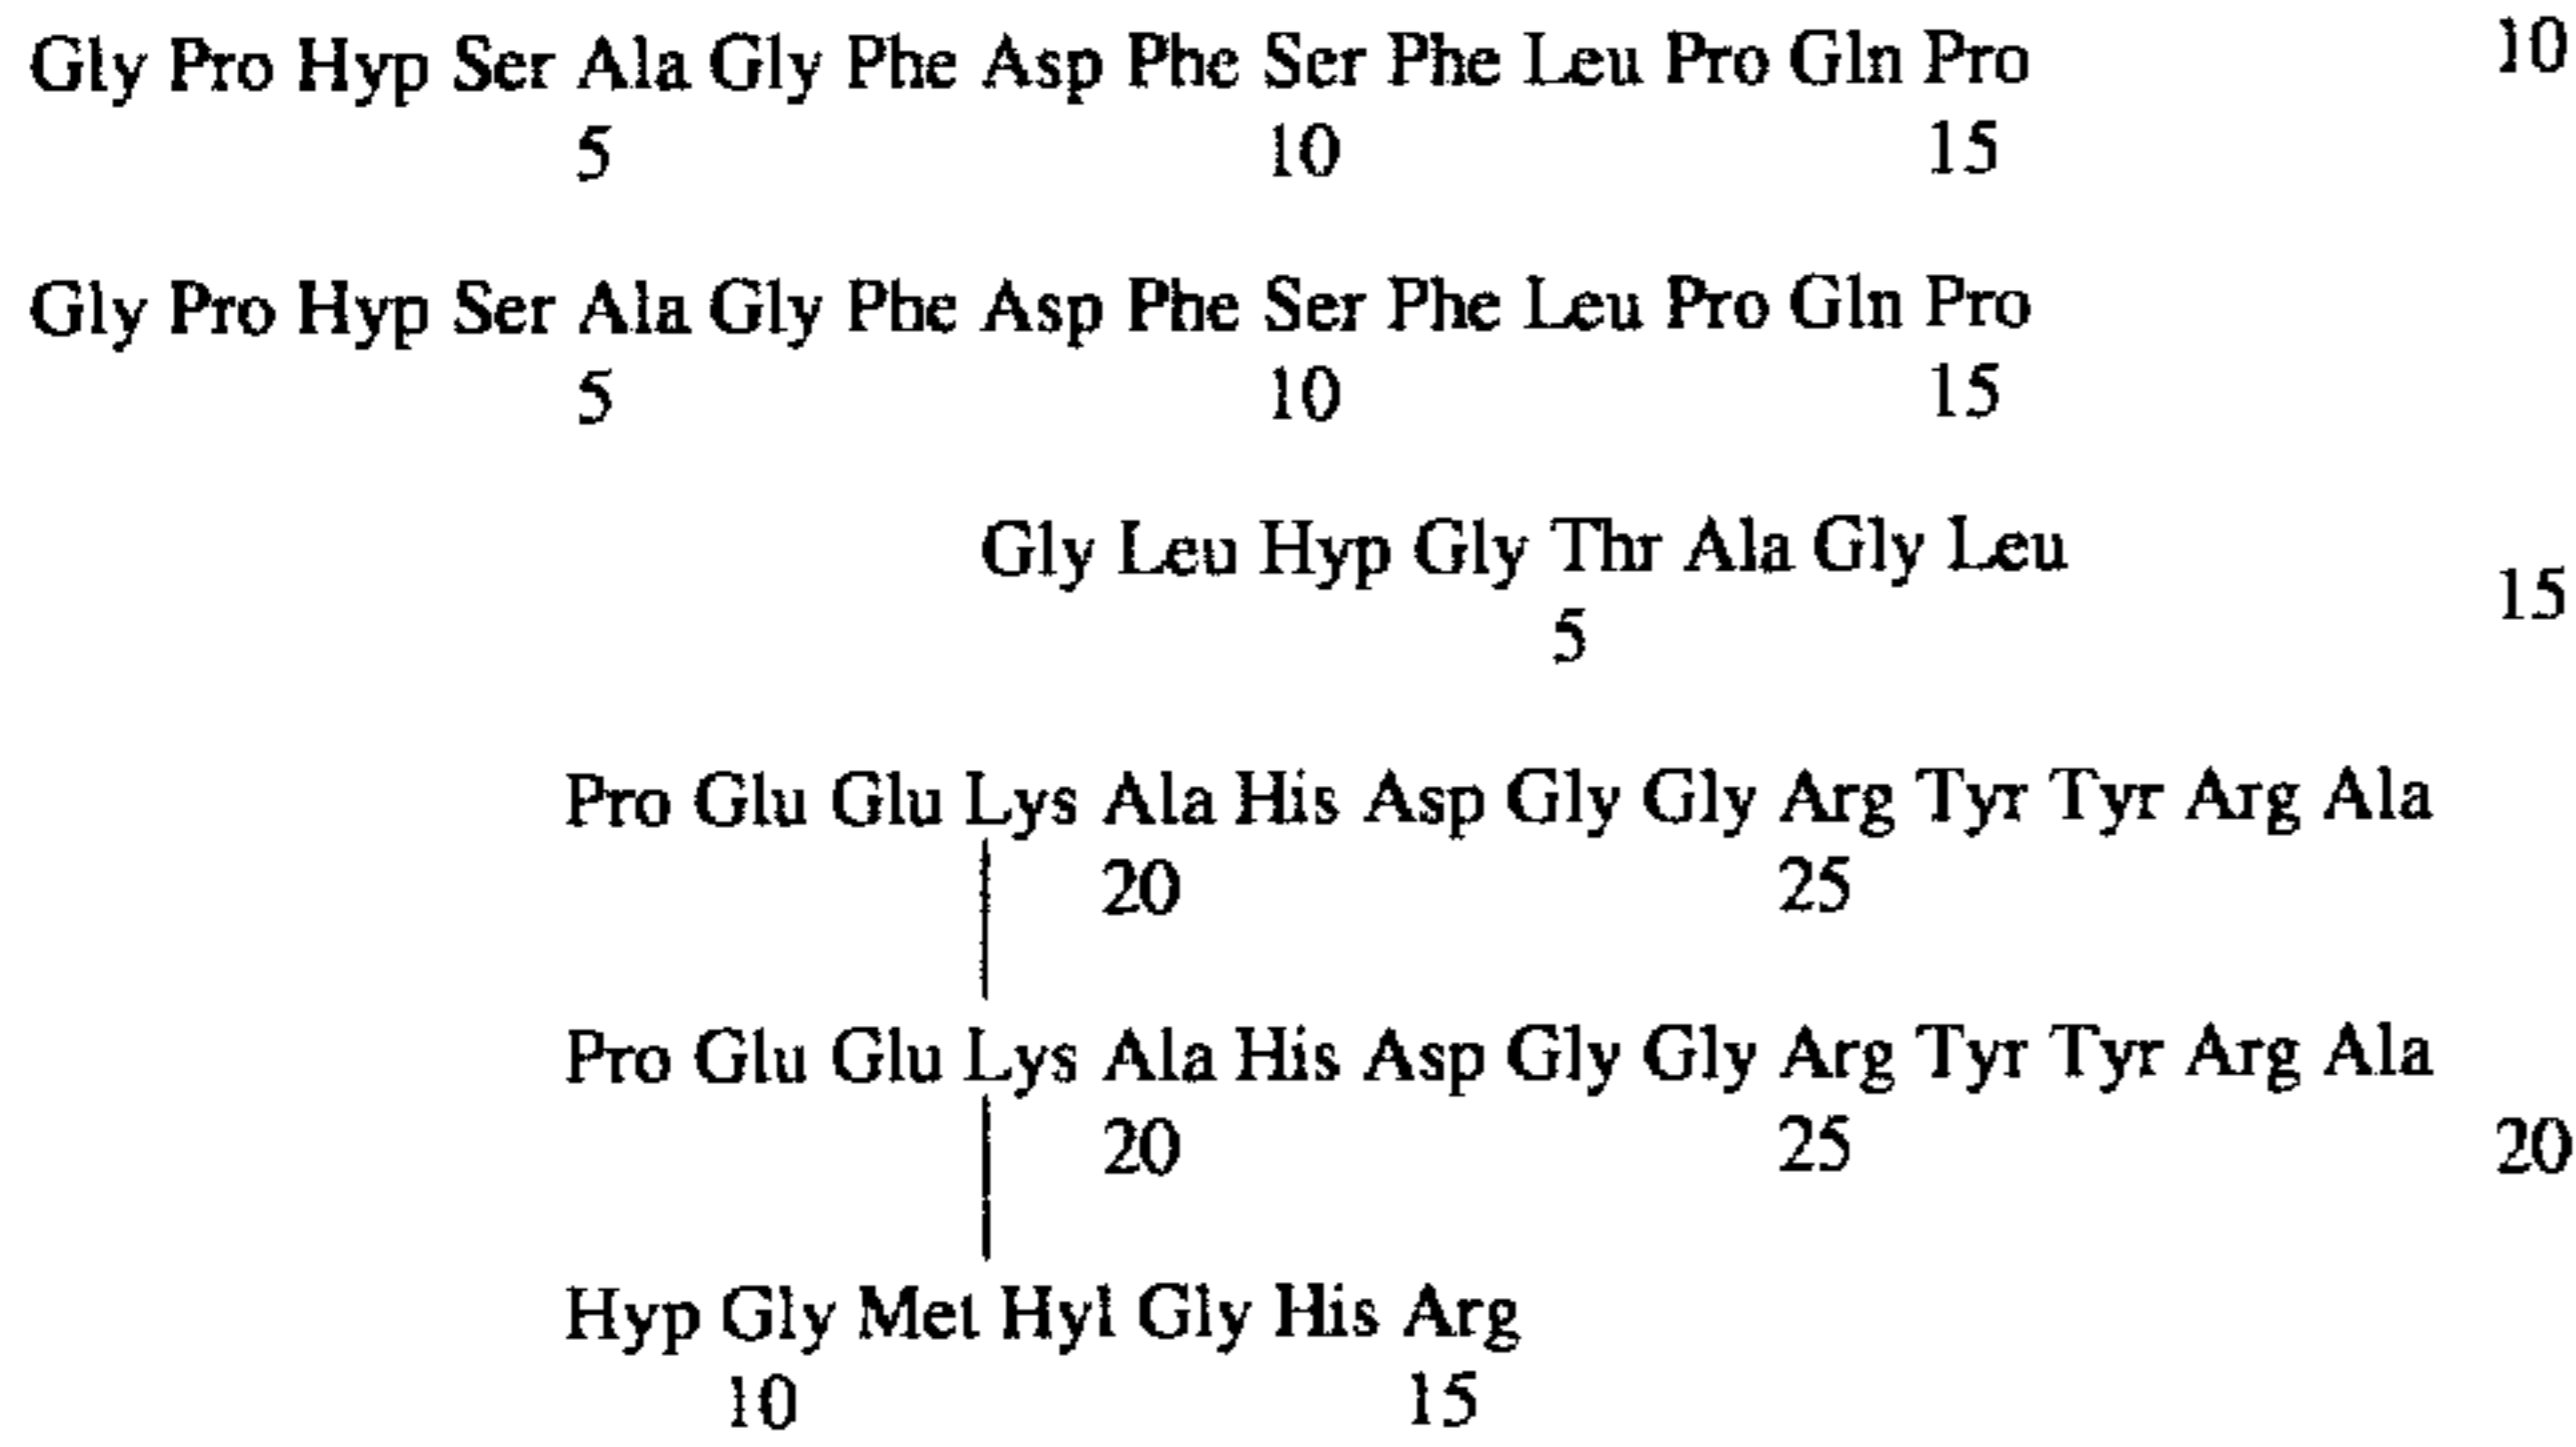 Gly Pro Hyp Ser Ala Gly Phe Asp Phe Ser Phe Leu Pro Gln Pro 10
5 10 15
Gly Pro Hyp Ser Ala Gly Phe Asp Phe Ser Phe Leu Pro Gln Pro
5 10 15
Gly Leu Hyp Gly Thr Ala Gly Leu
15
5
Pro Glu Glu Lys Ala His Asp Gly Gly Arg Tyr Tyr Arg Ala
20 25
Pro Glu Glu Lys Ala His Asp Gly Gly Arg Tyr Tyr Arg Ala
20 25 20
Hyp Gly Met Hyl Gly His Arg
10 15